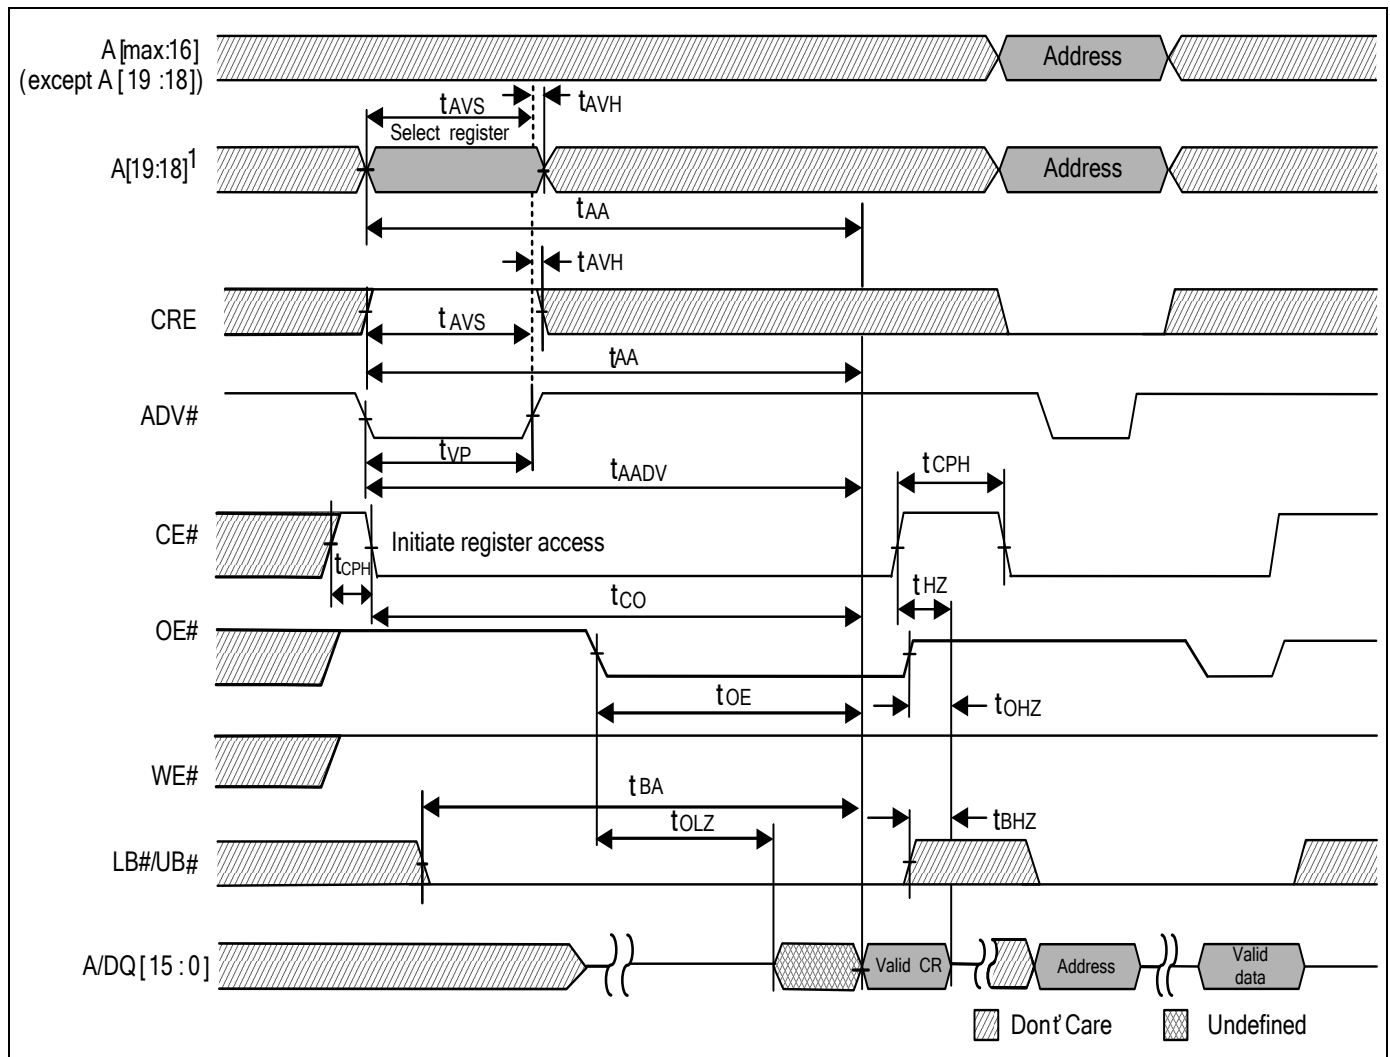 A[max:16]
(except A[19 :18])
Address
tAVS
tAVH
Select register
A[19:18]1
Address
tAA
tAVH
CRE
tAVS
tAA
ADV#
tVP
tAADV
tCPH
CE#
Initiate register access
tCPH
tHZ
tCO
OE#
tOE
tOHZ
WE#
tBA
tOLZ
tBHZ
LB#/UB#
A/DQ[15 : 0]
Valid CR
Address
Valid
data
Dont' Care
Undefined